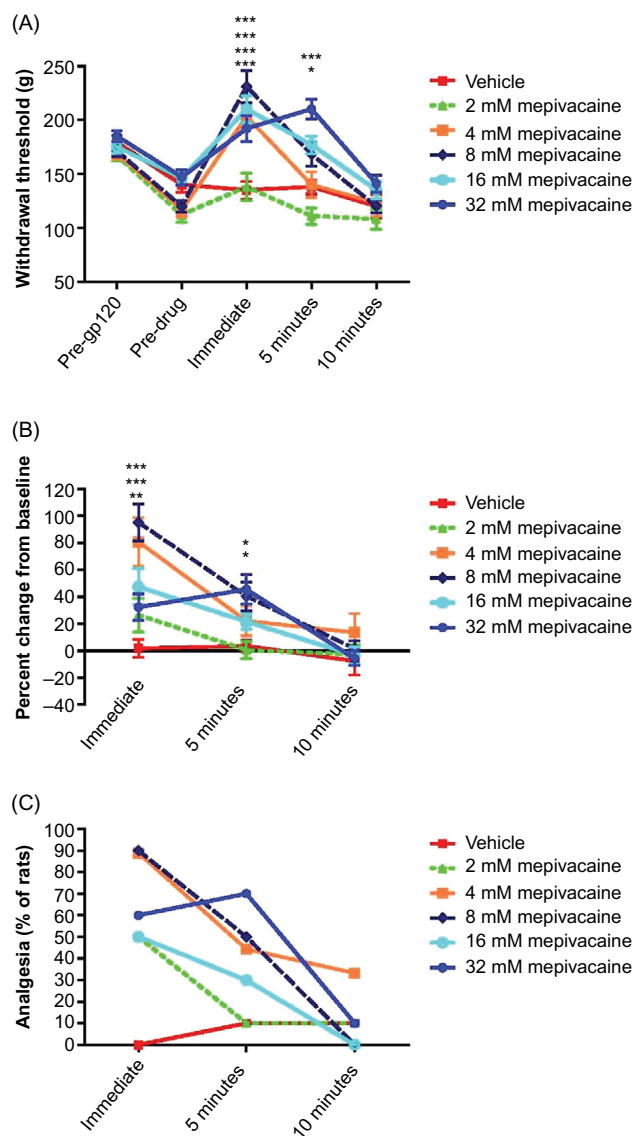 (A)
***
***
***
***
***
*
Withdrawal threshold (g)
250
200
150
100
50
Pre-gp120
Pre-drug
Immediate
5 minutes
10 minutes
Vehicle
2 mM mepivacaine
4 mM mepivacaine
8 mM mepivacaine
16 mM mepivacaine
32 mM mepivacaine
(B)
***
***
**
*
*
Percent change from baseline
120
100
80
60
40
20
0
–20
–40
Immediate
5 minutes
10 minutes
Vehicle
2 mM mepivacaine
4 mM mepivacaine
8 mM mepivacaine
16 mM mepivacaine
32 mM mepivacaine
(C)
Analgesia (% of rats)
100
90
80
70
60
50
40
30
20
10
0
Immediate
5 minutes
10 minutes
Vehicle
2 mM mepivacaine
4 mM mepivacaine
8 mM mepivacaine
16 mM mepivacaine
32 mM mepivacaine